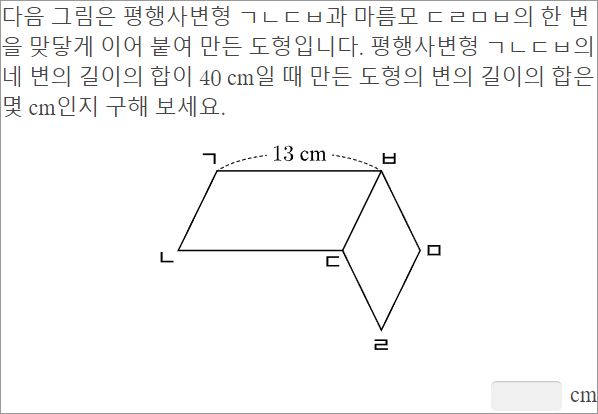 다음 그림은 평행사변형 ㄱㄴㄷㅂ과 마름모 ㄷㄹㅁㅂ의 한 변
을 맞닿게 이어 붙여 만든 도형입니다. 평행사변형 ㄱㄴㄷㅂ의
네 변의 길이의 합이 40 cm일 때 만든 도형의 변의 길이의 합은
몇 cm인지 구해 보세요.
ㄱ 13 cm ㅂ
ㄴ ㄷ ㅁ
ㄹ
cm